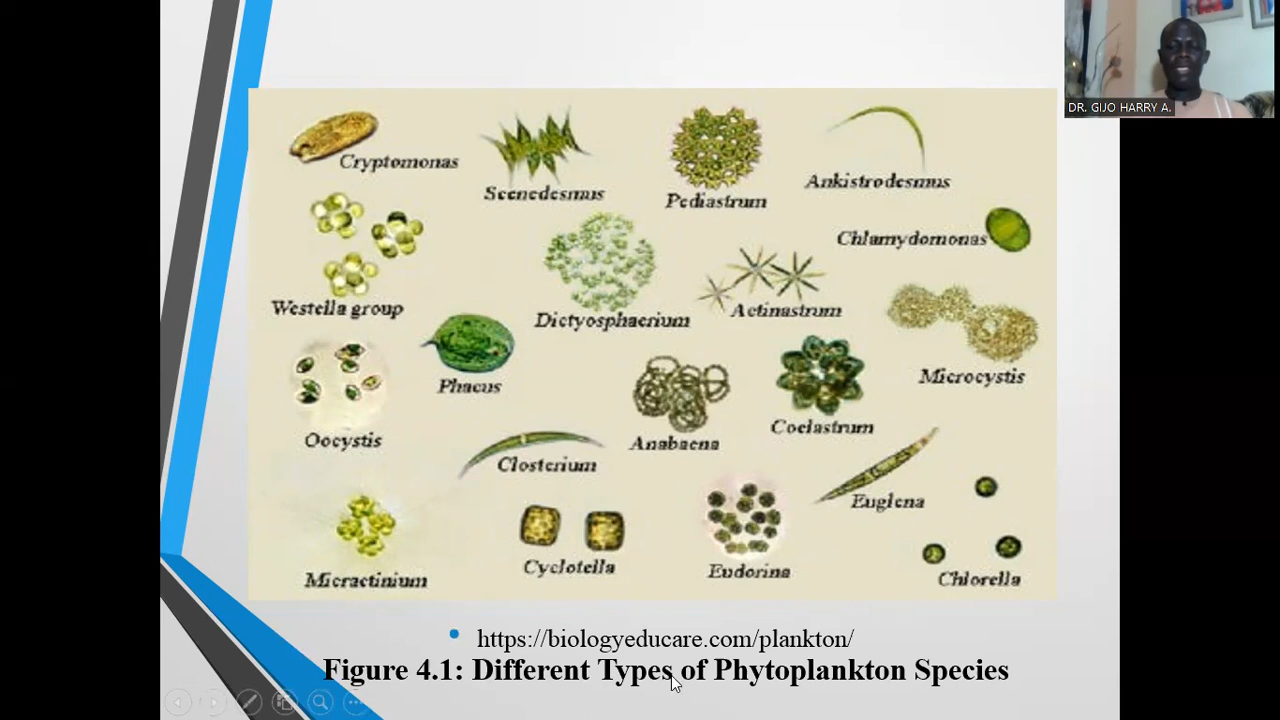 DR. GIJO HARRY A.
Cryptomonas
Scenedesmus
Pediastrum
Ankistrodesmus
Chlamydomonas
Westella group
Dictyosphaerium
Actinastrum
Phacus
Microcystis
Oocystis
Anabaena
Coelastrum
Closterium
Euglena
Micractinium
Cyclotella
Eudorina
Chlorella
• https://biologyeducare.com/plankton/
Figure 4.1: Different Types of Phytoplankton Species